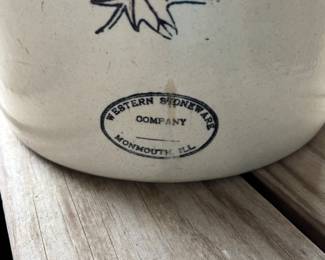 WESTERN STONEWARE
COMPANY
MONMOUTH, ILL.